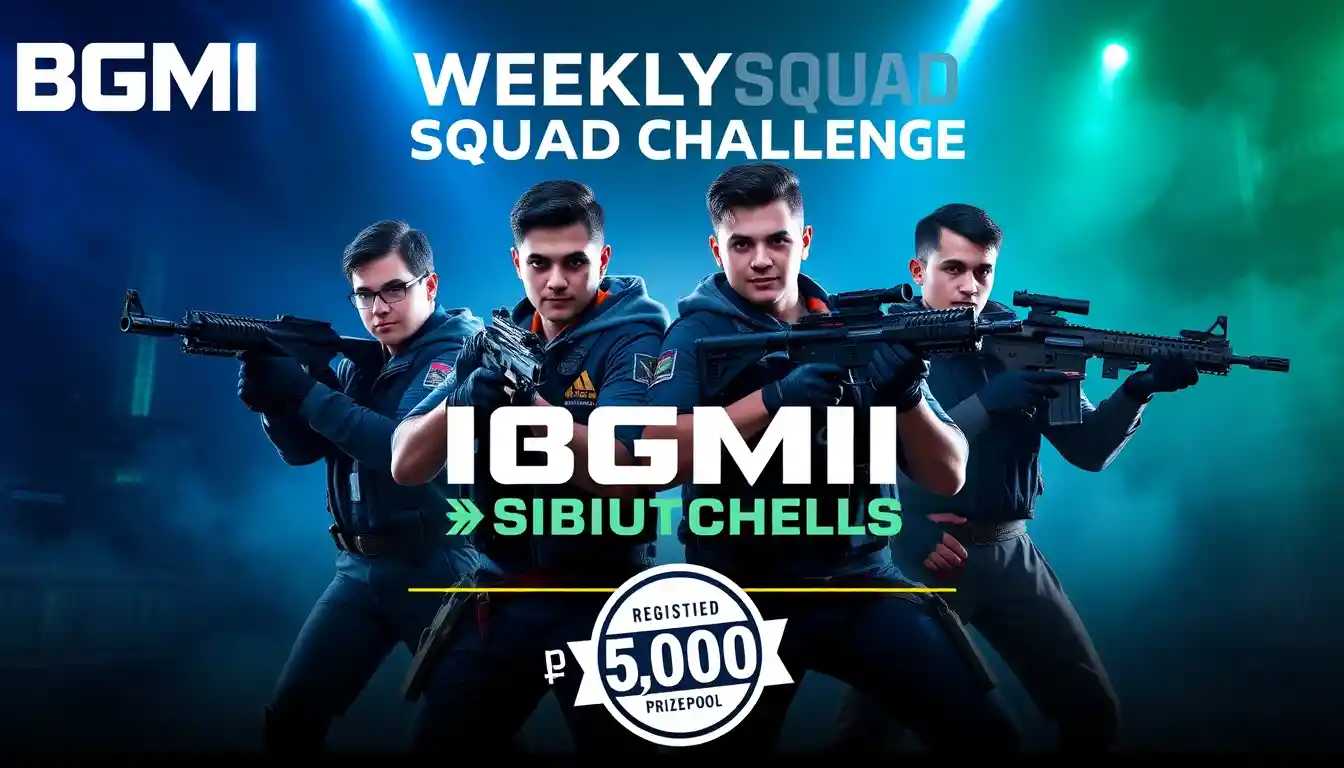 BGMI
WEEKLYSQUAD
SQUAD CHALLENGE
IBGMII
SIBIUTCHELLS
REGISTIED
₽ 5,000
PRIZEPOOL